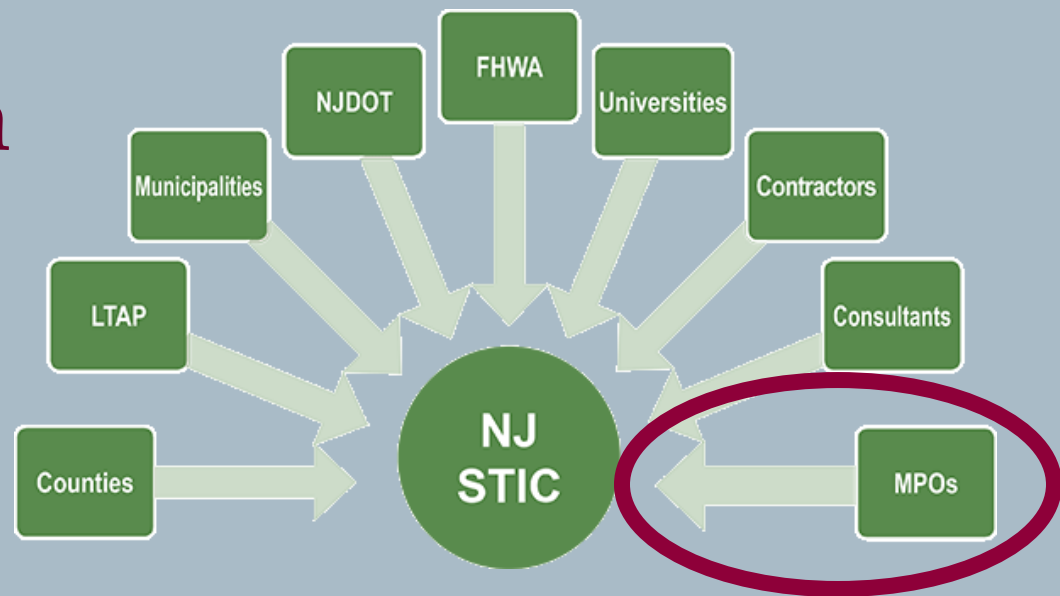 FHWA
NJDOT
Universities
Municipalities
Contractors
LTAP
Consultants
NJ
STIC
Counties
MPOs